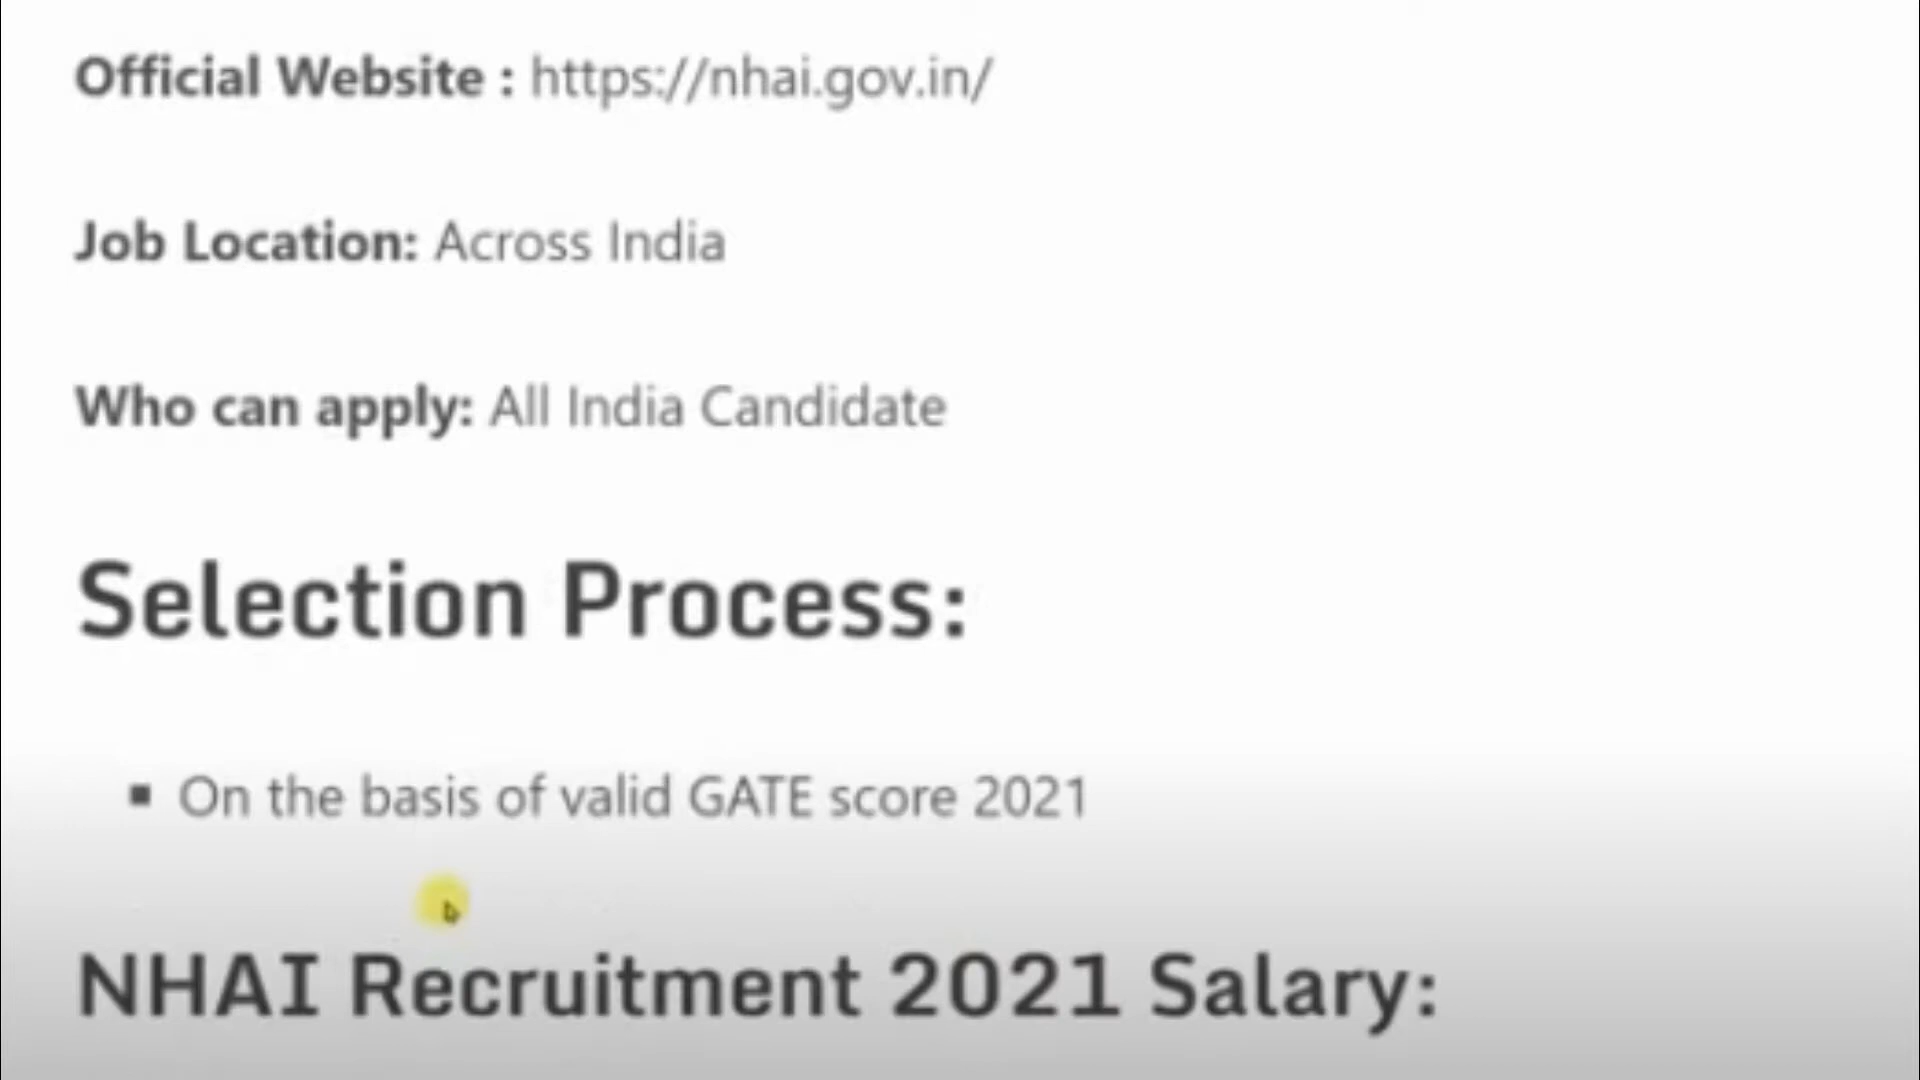 Official Website : https://nhai.gov.in/
Job Location: Across India
Who can apply: All India Candidate
Selection Process:
▪ On the basis of valid GATE score 2021
NHAI Recruitment 2021 Salary: